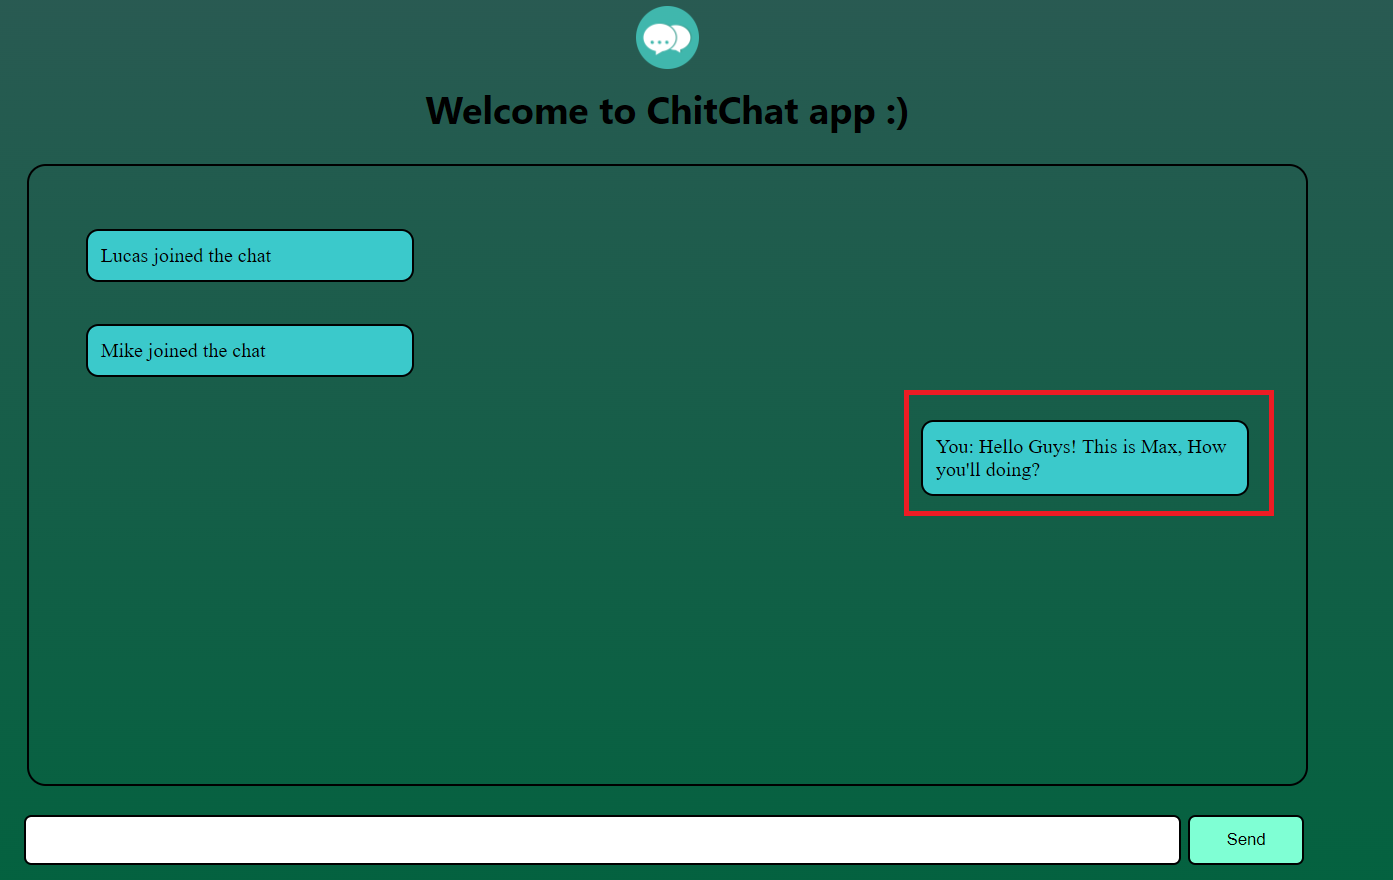 Welcome to ChitChat app :)
Lucas joined the chat
Mike joined the chat
You: Hello Guys! This is Max, How
you'll doing?
Send